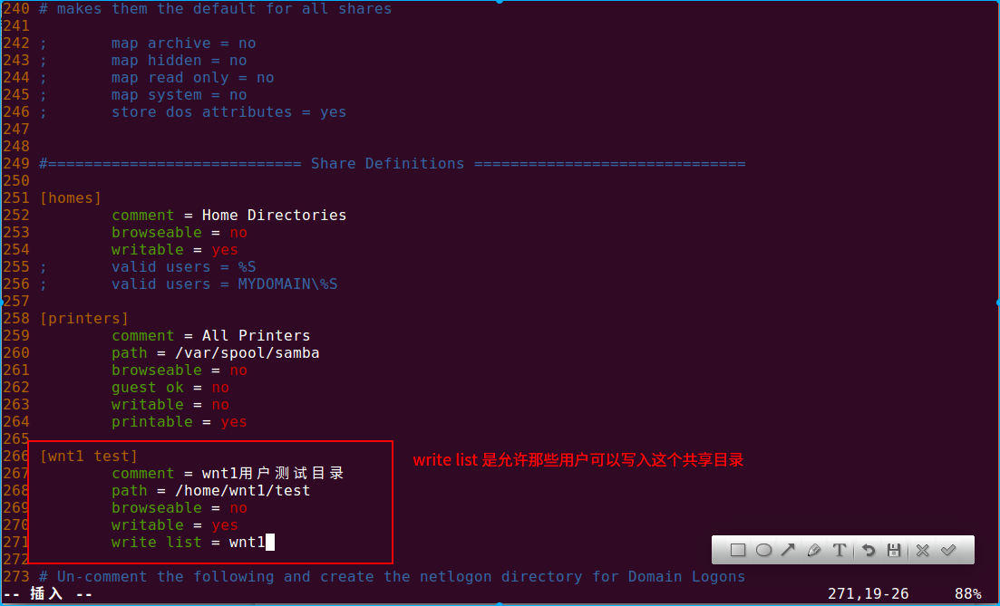 240 # makes them the default for all shares
241
242 ;       map archive = no
243 ;       map hidden = no
244 ;       map read only = no
245 ;       map system = no
246 ;       store dos attributes = yes
247
248
249 #============================ Share Definitions ==============================
250
251 [homes]
252         comment = Home Directories
253         browseable = no
254         writable = yes
255 ;       valid users = %S
256 ;       valid users = MYDOMAIN\%S
257
258 [printers]
259         comment = All Printers
260         path = /var/spool/samba
261         browseable = no
262         guest ok = no
263         writable = no
264         printable = yes
265
266 [wnt1 test]
write list 是允许那些用户可以写入这个共享目录
267         comment = wnt1用户测试目录
268         path = /home/wnt1/test
269         browseable = no
270         writable = yes
271         write list = wnt1
272
273 # Un-comment the following and create the netlogon directory for Domain Logons
-- 插入 --                    271,19-26     88%